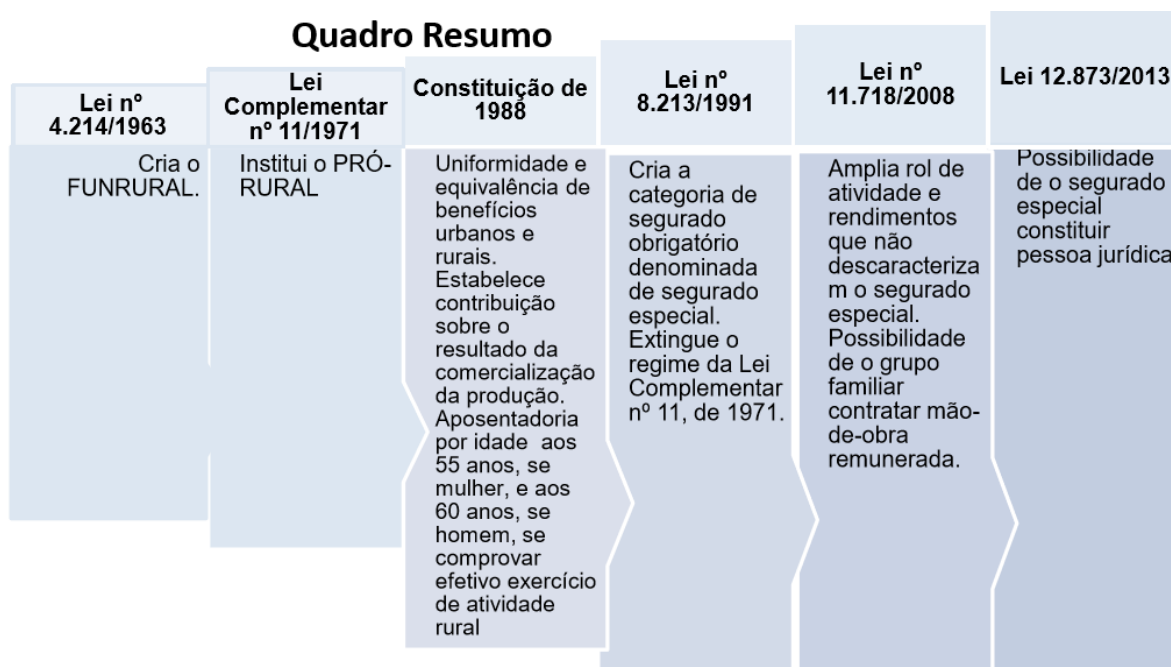 Quadro Resumo
Lei nº
4.214/1963
Cria o
FUNRURAL.
Lei
Complementar
nº 11/1971
Institui o PRÓ-
RURAL
Constituição de
1988
Uniformidade e
equivalência de
benefícios
urbanos e
rurais.
Estabelece
contribuição
sobre o
resultado da
comercialização
da produção.
Aposentadoria
por idade aos
55 anos, se
mulher, e aos
60 anos, se
homem, se
comprovar
efetivo exercício
de atividade
rural
Lei nº
8.213/1991
Cria a
categoria de
segurado
obrigatório
denominada
de segurado
especial.
Extingue o
regime da Lei
Complementar
nº 11, de 1971.
Lei nº
11.718/2008
Amplia rol de
atividade e
rendimentos
que não
descaracteriza
m o segurado
especial.
Possibilidade
de o grupo
familiar
contratar mão-
de-obra
remunerada.
Lei 12.873/2013
Possibilidade
de o segurado
especial
constituir
pessoa jurídica